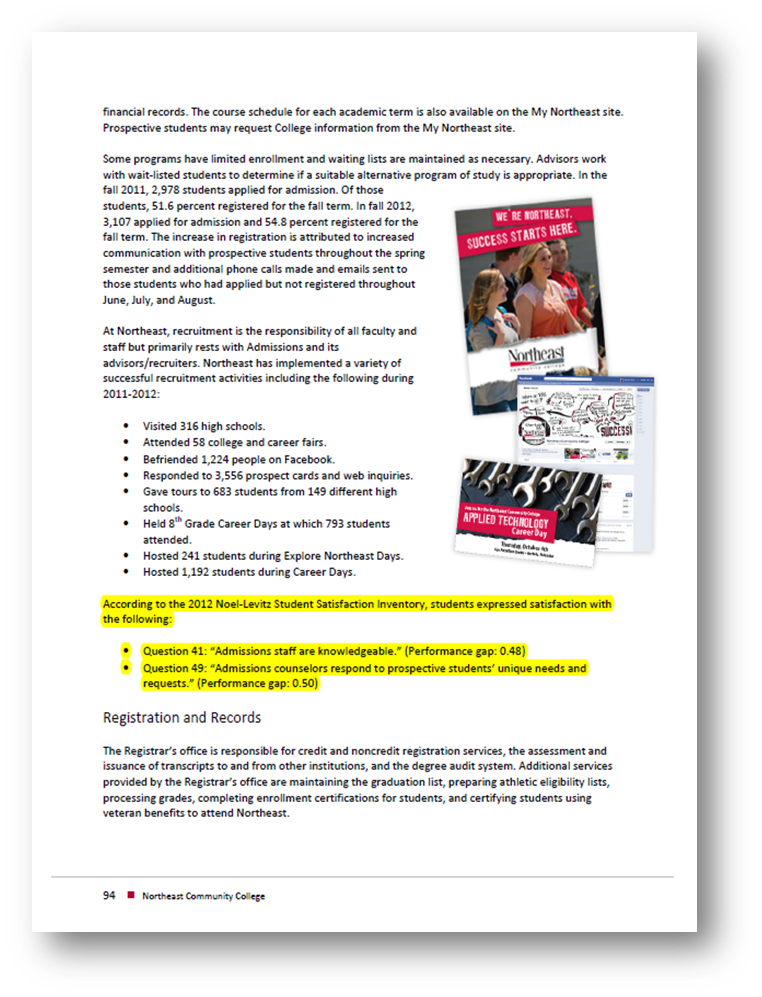 financial records. The course schedule for each academic term is also available on the My Northeast site.
Prospective students may request College information from the My Northeast site.
Some programs have limited enrollment and waiting lists are maintained as necessary. Advisors work
with wait-listed students to determine if a suitable alternative program of study is appropriate. In the
fall 2011, 2,978 students applied for admission. Of those
students, 51.6 percent registered for the fall term. In fall 2012,
3,107 applied for admission and 54.8 percent registered for the
fall term. The increase in registration is attributed to increased
communication with prospective students throughout the spring
semester and additional phone calls made and emails sent to
those students who had applied but not registered throughout
June, July, and August.
At Northeast, recruitment is the responsibility of all faculty and
staff but primarily rests with Admissions and its
advisors/recruiters. Northeast has implemented a variety of
successful recruitment activities including the following during
2011-2012:
• Visited 316 high schools.
• Attended 58 college and career fairs.
• Befriended 1,224 people on Facebook.
• Responded to 3,556 prospect cards and web inquiries.
• Gave tours to 683 students from 149 different high
schools.
• Held 8th Grade Career Days at which 793 students
attended.
• Hosted 241 students during Explore Northeast Days.
• Hosted 1,192 students during Career Days.
WE'RE NORTHEAST.
SUCCESS STARTS HERE.
Northeast
community college
SUCCESS!
APPLIED TECHNOLOGY
Career Day
Thursday, October 4th
According to the 2012 Noel-Levitz Student Satisfaction Inventory, students expressed satisfaction with
the following:
• Question 41: “Admissions staff are knowledgeable.” (Performance gap: 0.48)
• Question 49: “Admissions counselors respond to prospective students’ unique needs and
requests.” (Performance gap: 0.50)
Registration and Records
The Registrar’s office is responsible for credit and noncredit registration services, the assessment and
issuance of transcripts to and from other institutions, and the degree audit system. Additional services
provided by the Registrar’s office are maintaining the graduation list, preparing athletic eligibility lists,
processing grades, completing enrollment certifications for students, and certifying students using
veteran benefits to attend Northeast.
94 ■ Northeast Community College